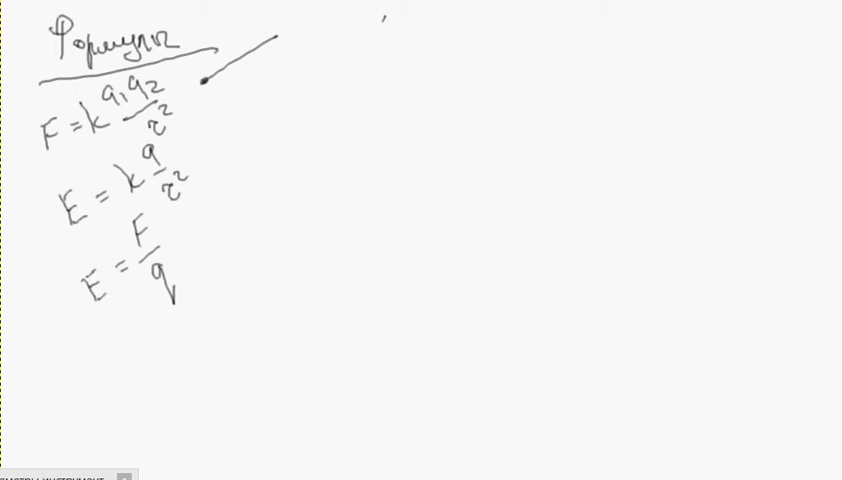 Формулы
F = k q₁q₂/r²
E = k q/r²
E = F/q